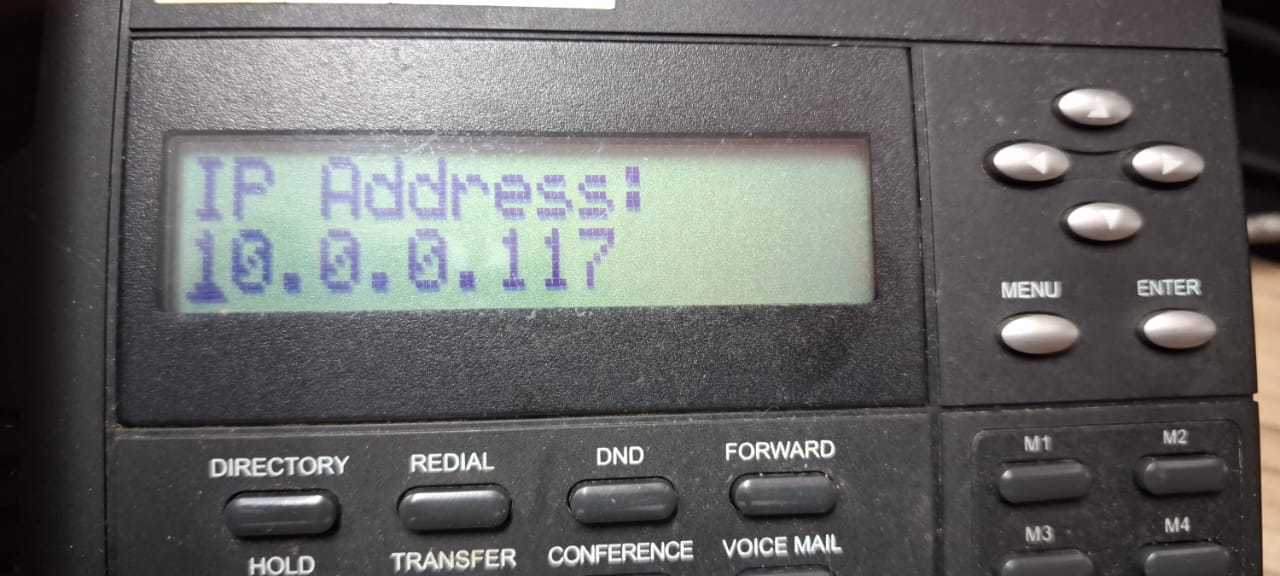 IP Address:
10.0.0.117
MENU ENTER
DIRECTORY REDIAL DND FORWARD
M1 M2
HOLD TRANSFER CONFERENCE VOICE MAIL
M3 M4